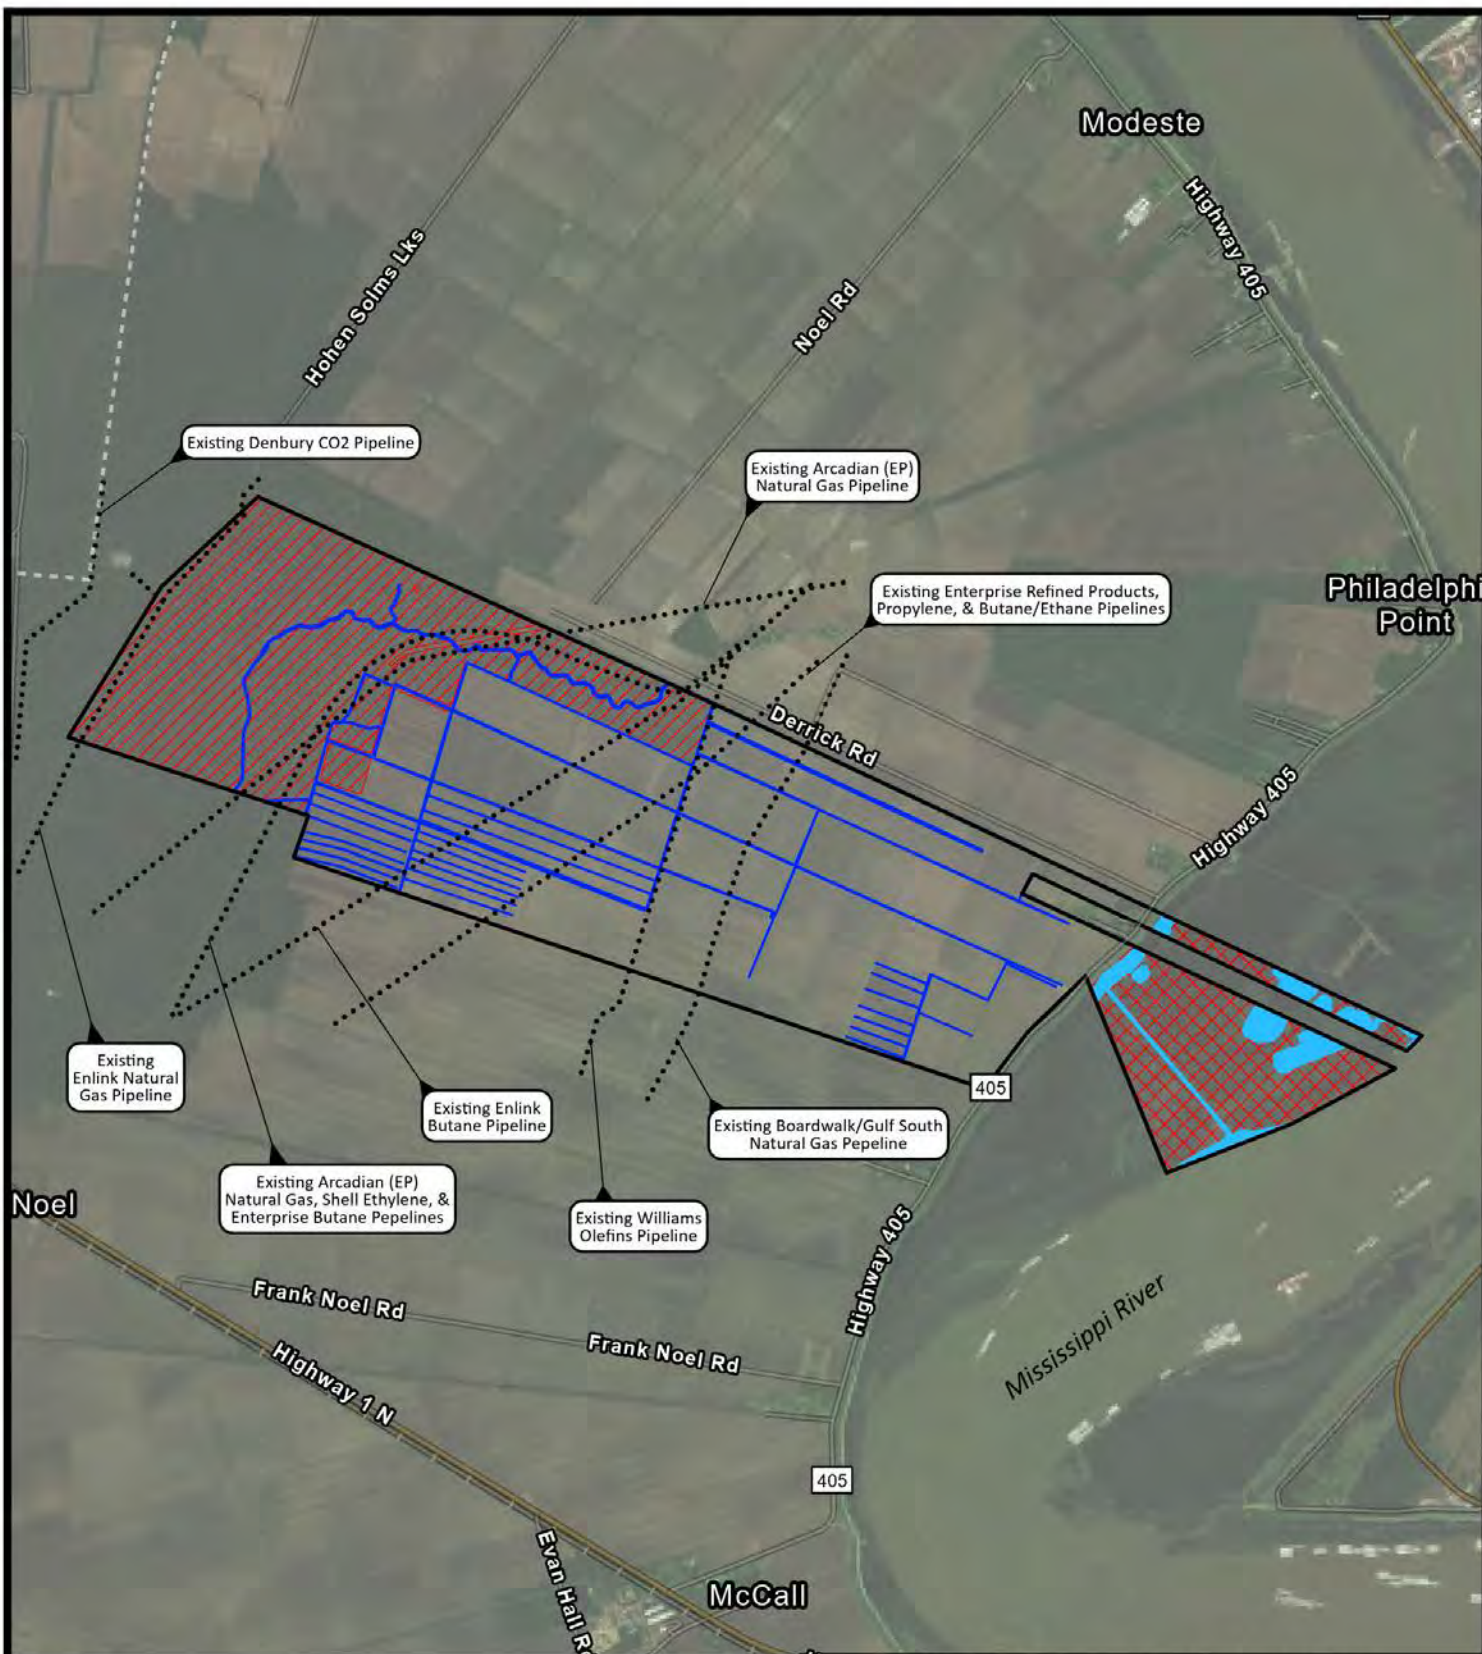 Modeste
Highway 405
Hohen Solms Lks
Noel Rd
Existing Denbury CO2 Pipeline
Existing Arcadian (EP)
Natural Gas Pipeline
Existing Enterprise Refined Products,
Propylene, & Butane/Ethane Pipelines
Philadelphi
Point
Derrick Rd
Highway 405
Existing
Enlink Natural
Gas Pipeline
Existing Enlink
Butane Pipeline
405
Existing Boardwalk/Gulf South
Natural Gas Pepeline
Existing Arcadian (EP)
Natural Gas, Shell Ethylene, &
Enterprise Butane Pepelines
Existing Williams
Olefins Pipeline
Noel
Highway 405
Frank Noel Rd
Frank Noel Rd
Mississippi River
Highway 1 N
405
Evan Hall R
McCall